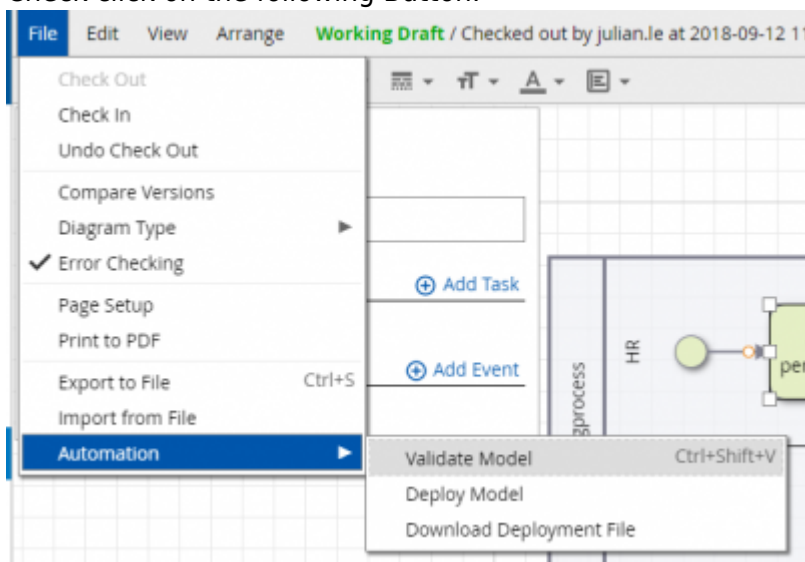 File Edit View Arrange Working Draft / Checked out by julian.le at 2018-09-12 11
Check Out
Check In
Undo Check Out
Compare Versions
Diagram Type
Error Checking
Add Task
Page Setup
Print to PDF
HR
Add Event
Export to File Ctrl+S
Import from File
Automation
Validate Model Ctrl+Shift+V
Deploy Model
Download Deployment File